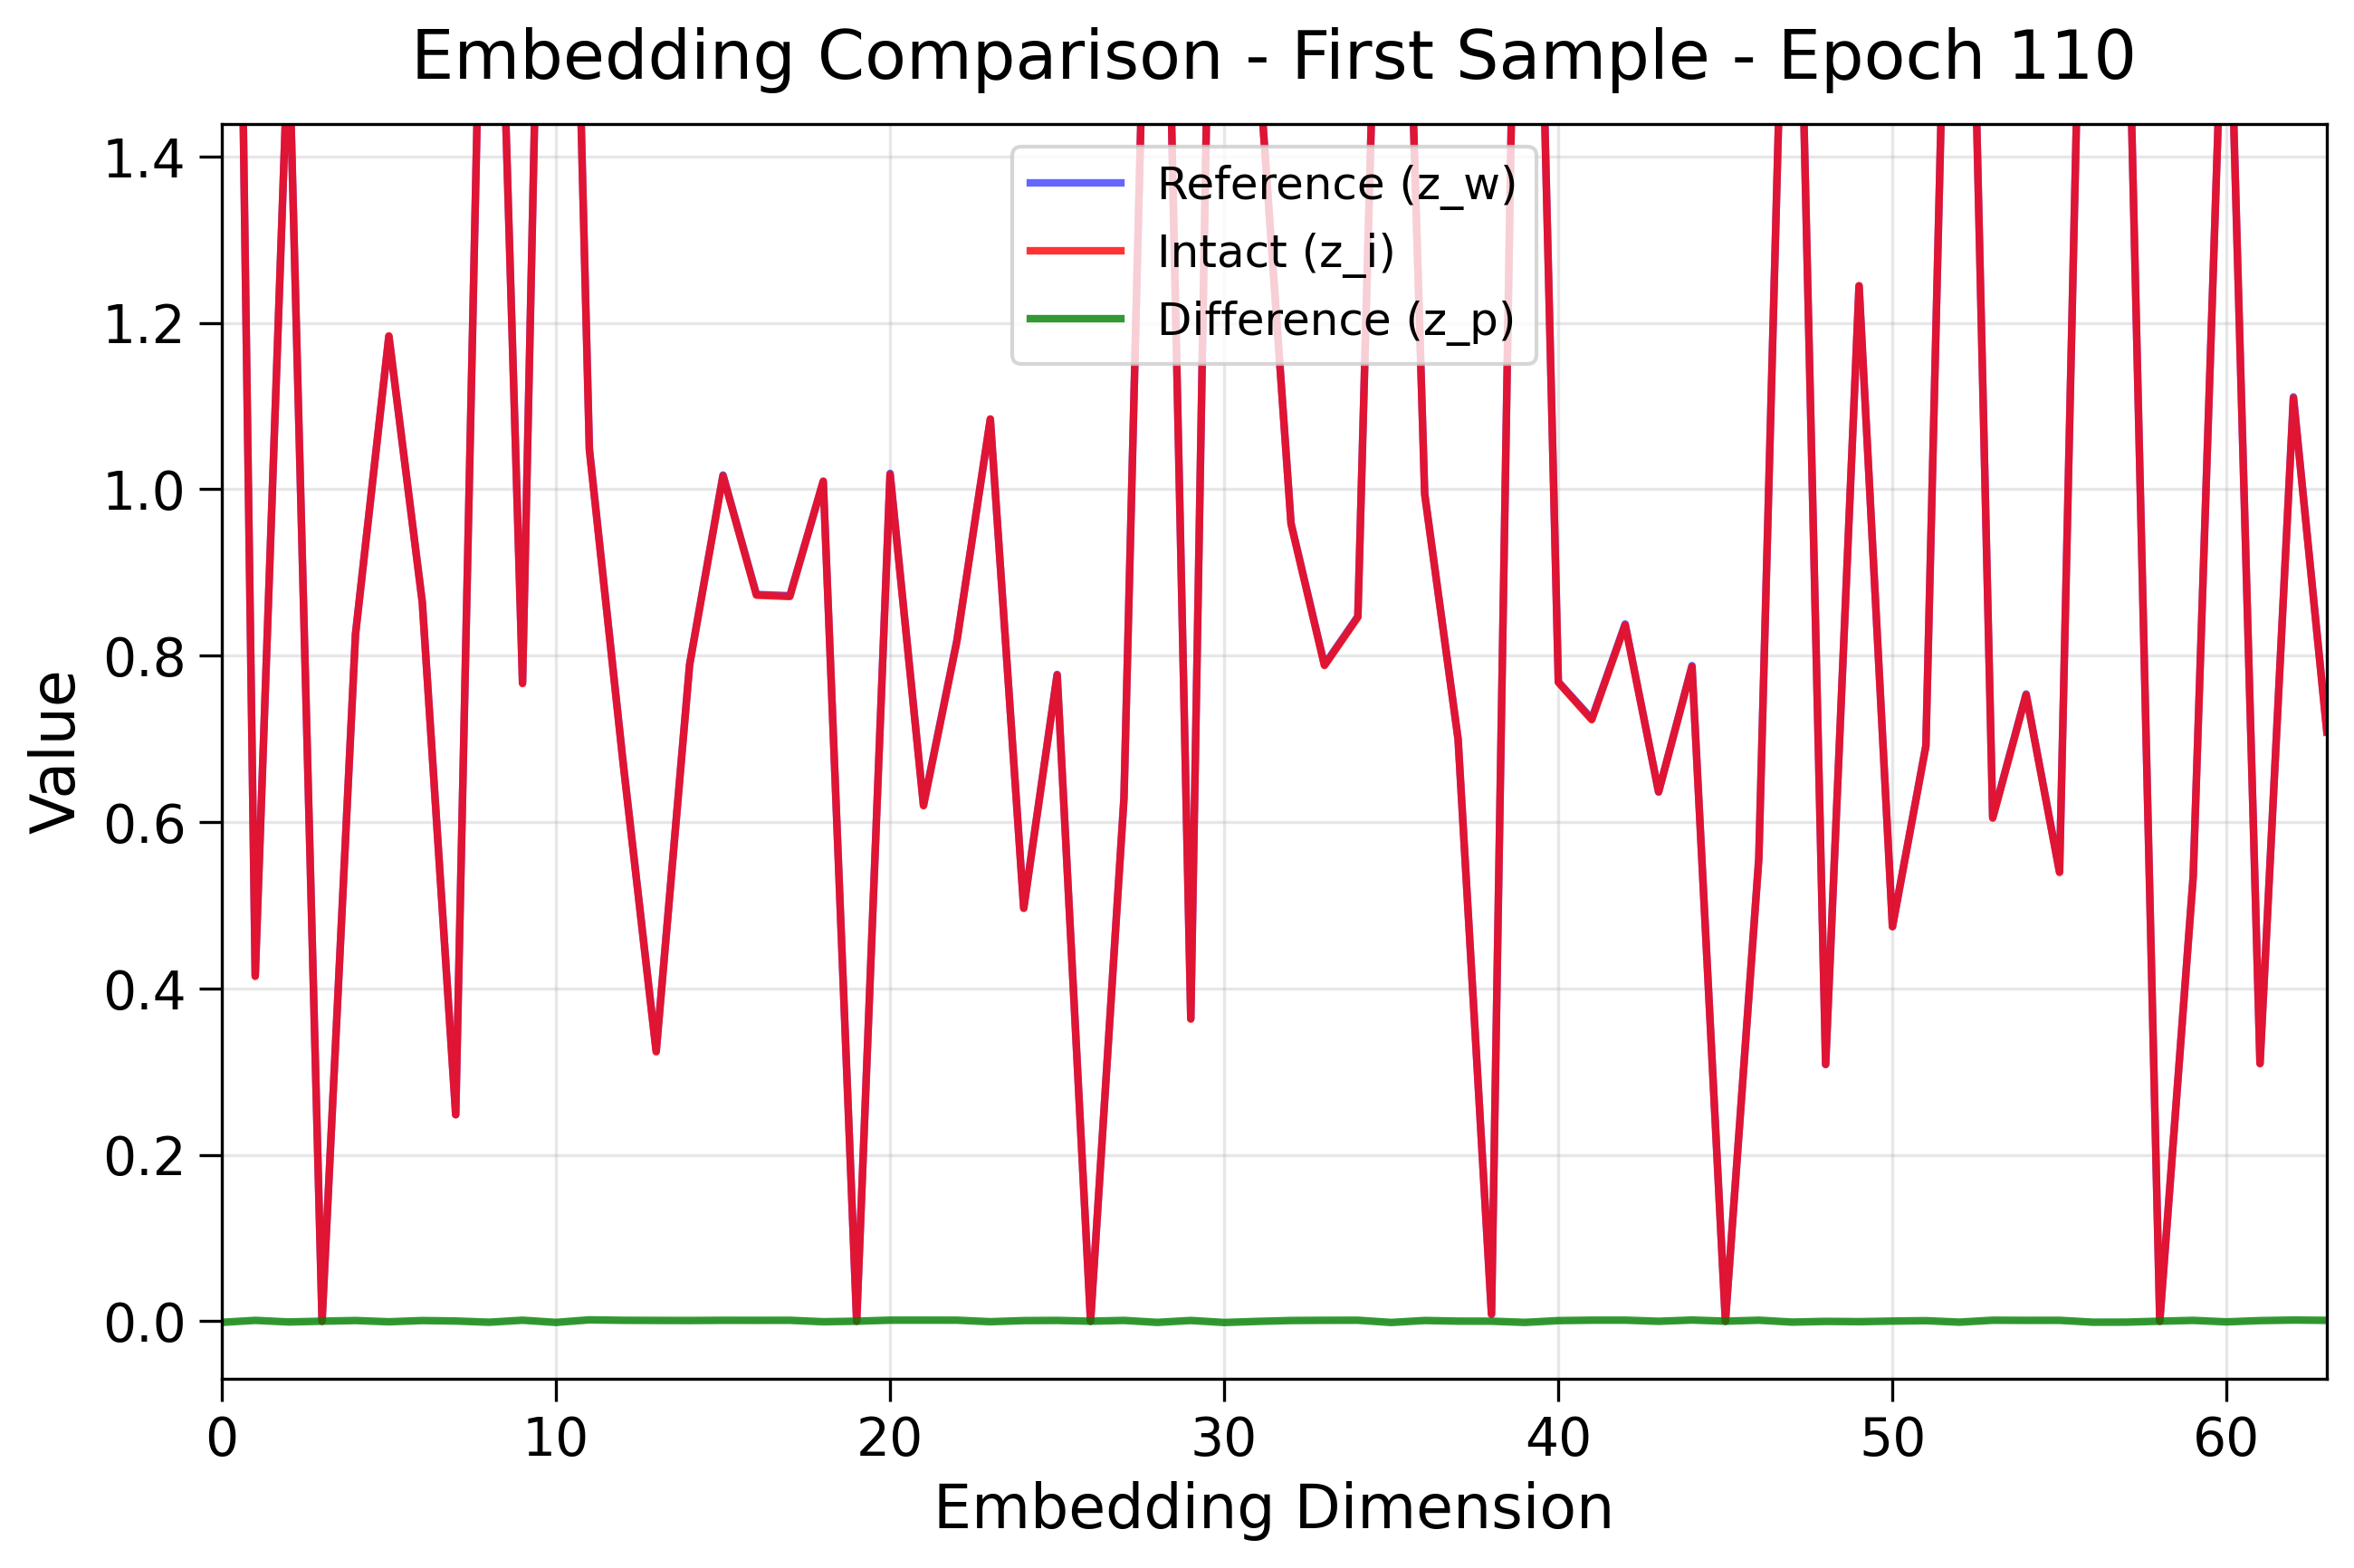 Embedding Comparison - First Sample - Epoch 110
Reference (z_w)
Intact (z_i)
Difference (z_p)
Value
1.4
1.2
1.0
0.8
0.6
0.4
0.2
0.0
0 10 20 30 40 50 60
Embedding Dimension